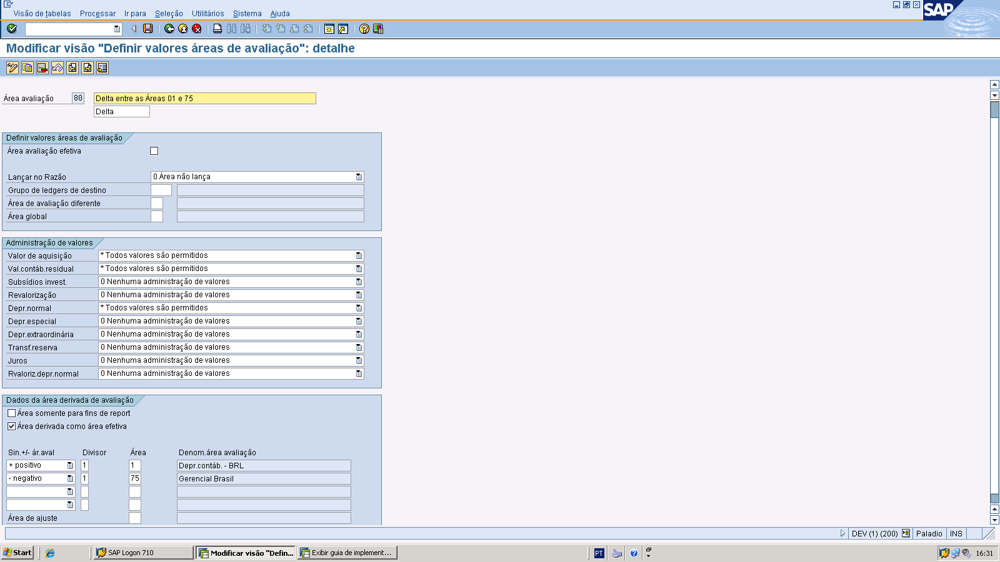 Visão de tabelas Processar Ir para Seleção Utilitários Sistema Ajuda
SAP
Modificar visão "Definir valores áreas de avaliação": detalhe
Área avaliação 80 Delta entre as Áreas 01 e 75
Delta
Definir valores áreas de avaliação
Área avaliação efetiva
Lançar no Razão 0 Área não lança
Grupo de ledgers de destino
Área de avaliação diferente
Área global
Administração de valores
Valor de aquisição * Todos valores são permitidos
Val.contáb.residual * Todos valores são permitidos
Subsídios invest. 0 Nenhuma administração de valores
Revalorização 0 Nenhuma administração de valores
Depr.normal * Todos valores são permitidos
Depr.especial 0 Nenhuma administração de valores
Depr.extraordinária 0 Nenhuma administração de valores
Transf.reserva 0 Nenhuma administração de valores
Juros 0 Nenhuma administração de valores
Rvaloriz.depr.normal 0 Nenhuma administração de valores
Dados da área derivada de avaliação
Área somente para fins de report
Área derivada como área efetiva
Sin.+/- ár.aval Divisor Área Denom.área avaliação
+ positivo 1 1 Depr.contáb. - BRL
- negativo 1 75 Gerencial Brasil
Área de ajuste
DEV (1) (200) Paladio INS
Start SAP Logon 710 Modificar visão "Defin... Exibir guia de implement... PT 16:31